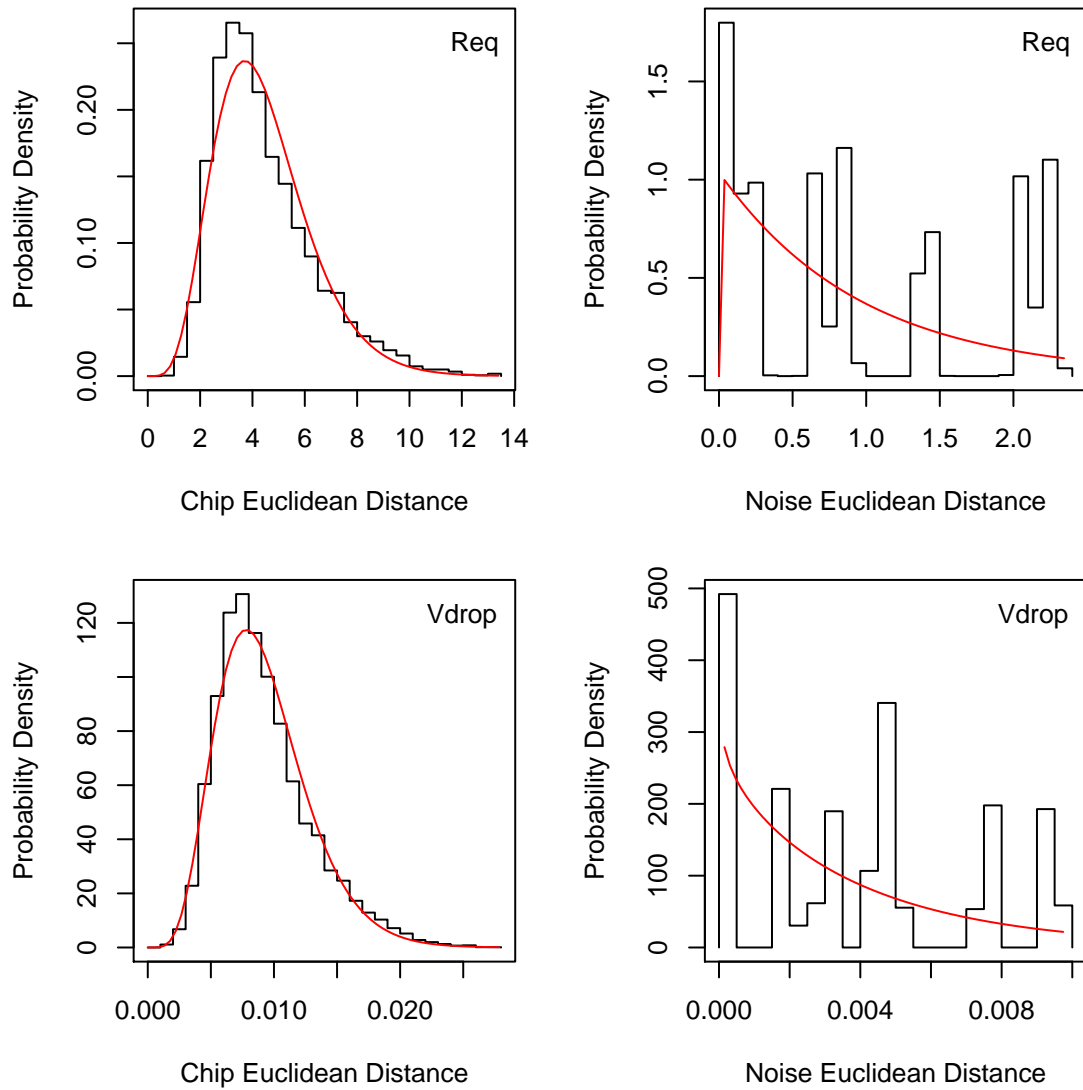 Req
Probability Density
0.00 0.10 0.20
0 2 4 6 8 10 12 14
Chip Euclidean Distance
Req
Probability Density
0.0 0.5 1.0 1.5
0.0 0.5 1.0 1.5 2.0
Noise Euclidean Distance
Vdrop
Probability Density
0 20 40 60 80 120
0.000 0.010 0.020
Chip Euclidean Distance
Vdrop
Probability Density
0 100 200 300 400 500
0.000 0.004 0.008
Noise Euclidean Distance